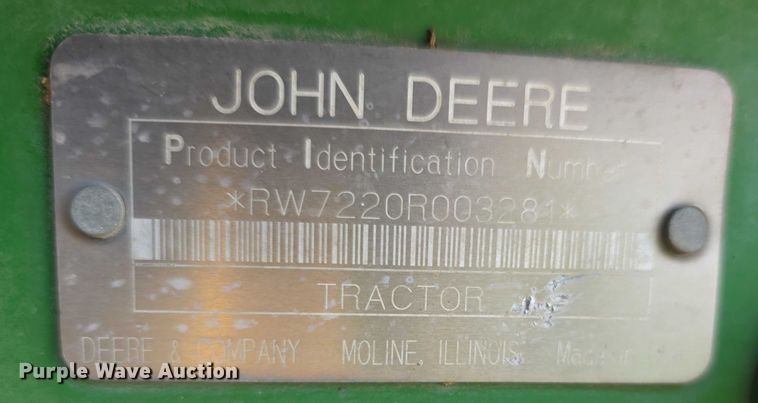 JOHN DEERE
Product Identification Number
*RW7220R003281*
TRACTOR
DEERE & COMPANY MOLINE, ILLINOIS
Purple Wave Auction